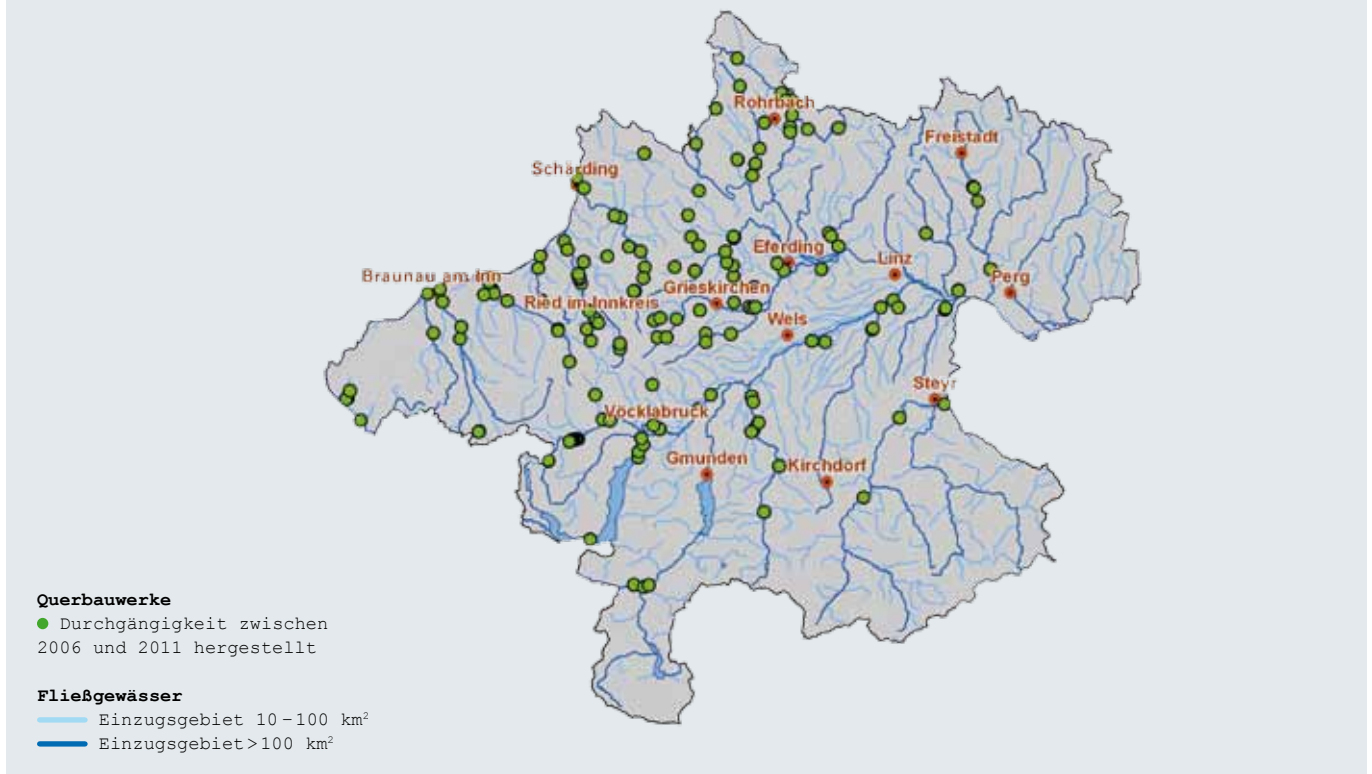 Rohrbach
Freistadt
Schärding
Eferding
Linz
Braunau am Inn
Grieskirchen
Perg
Ried im Innkreis
Wels
Steyr
Vöcklabruck
Gmunden
Kirchdorf
Querbauwerke
Durchgängigkeit zwischen
2006 und 2011 hergestellt
Fließgewässer
Einzugsgebiet 10–100 km²
Einzugsgebiet>100 km²